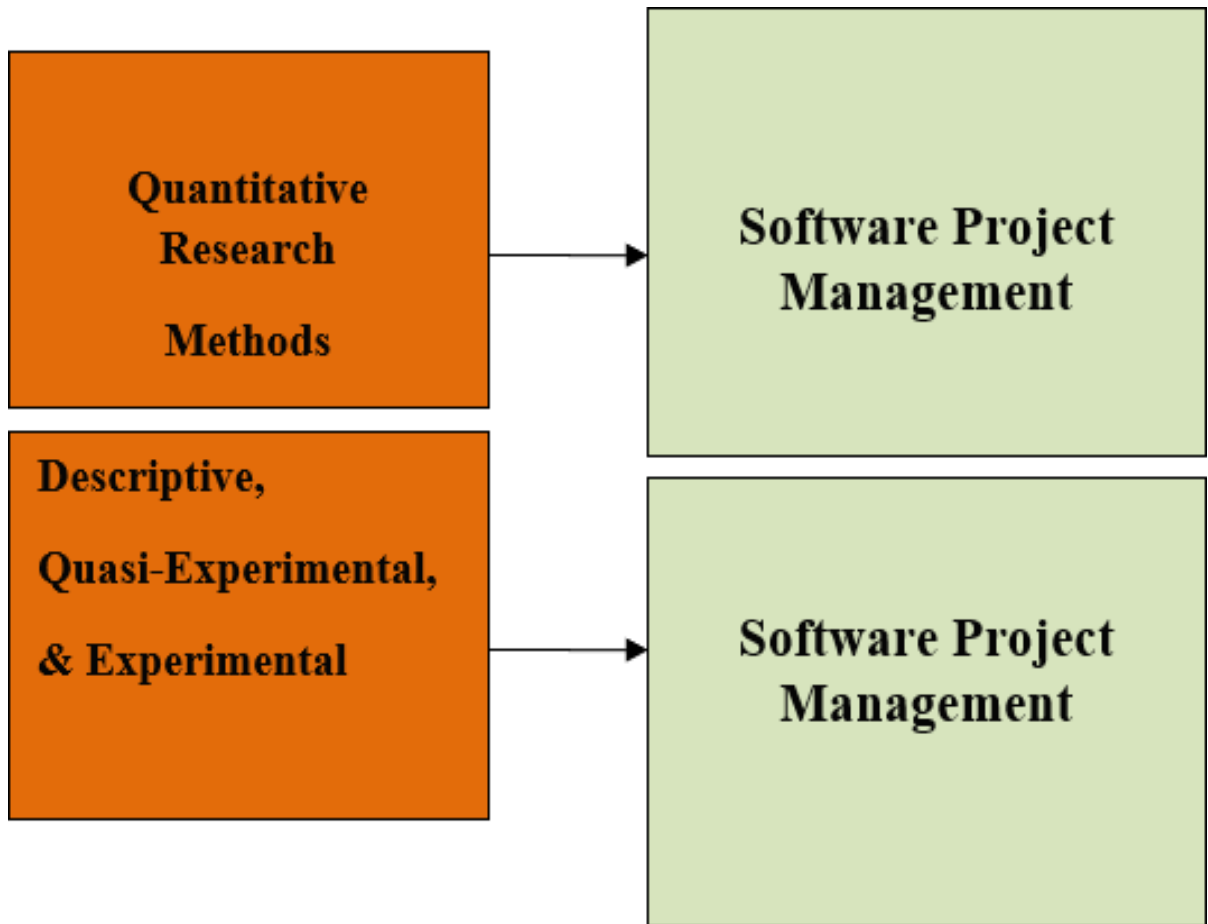 Quantitative
Research
Methods
Software Project
Management
Descriptive,
Quasi-Experimental,
& Experimental
Software Project
Management